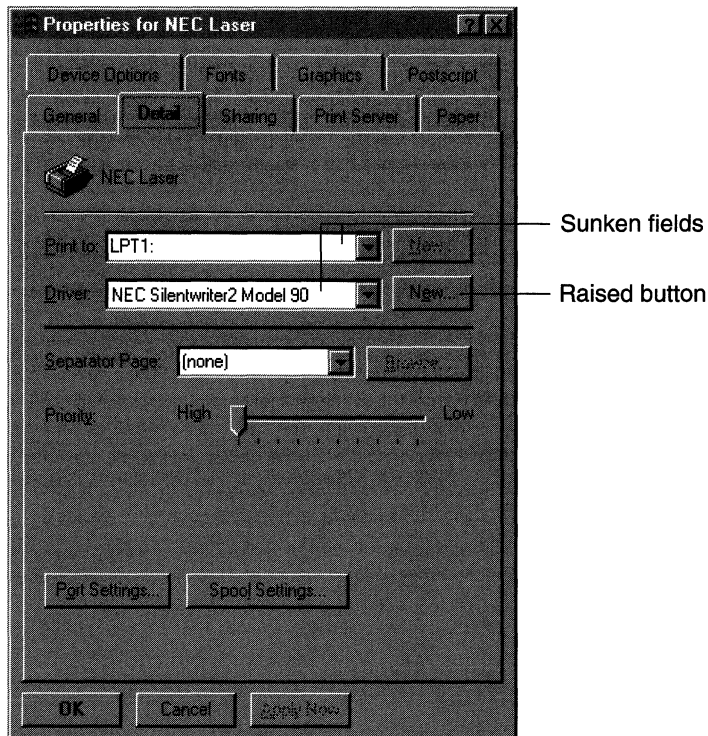 Properties for NEC Laser
Device Options Fonts Graphics Postscript
General Detail Sharing Print Server Paper
NEC Laser
Print to: LPT1: New...
Sunken fields
Driver: NEC Silentwriter2 Model 90 New...
Raised button
Separator Page: (none) Browse...
Priority: High Low
Port Settings... Spool Settings...
OK Cancel Apply Now